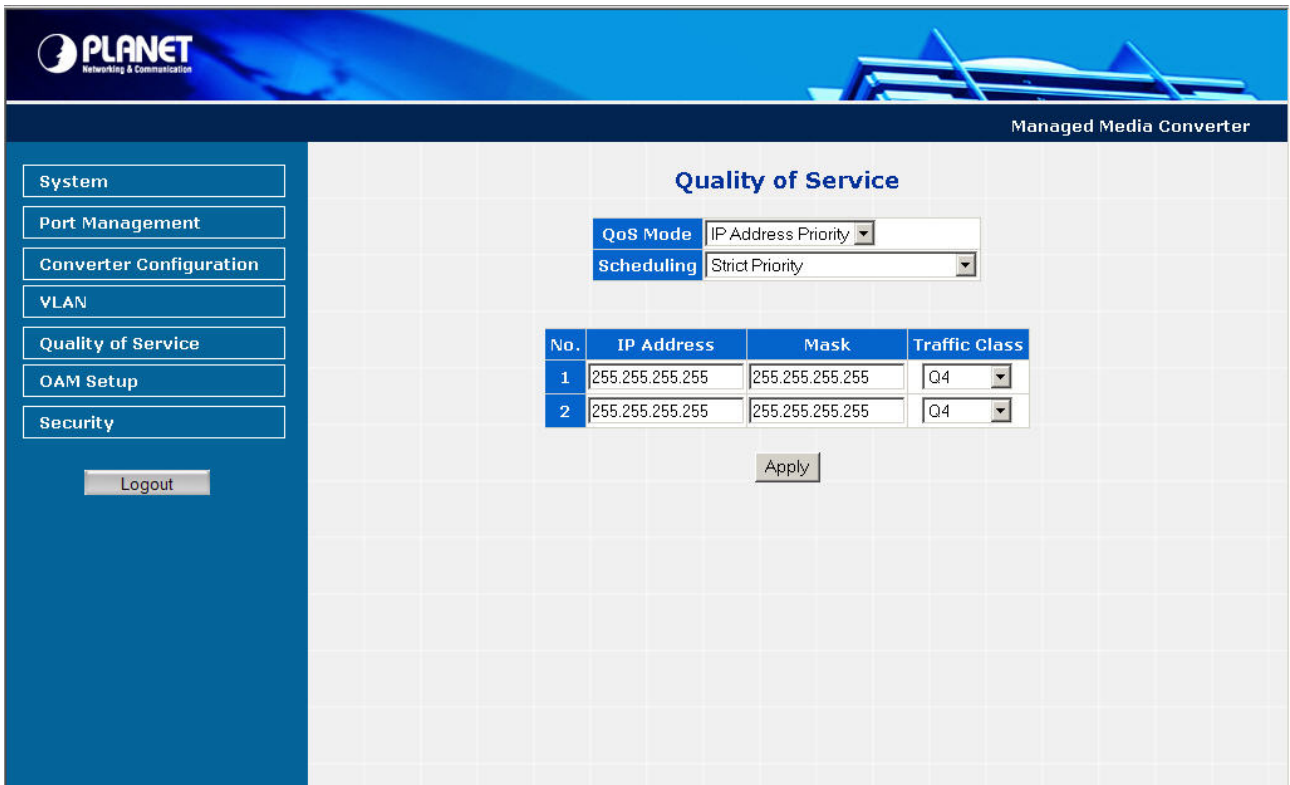 PLANET
Networking & Communication
Managed Media Converter
System
Port Management
Converter Configuration
VLAN
Quality of Service
OAM Setup
Security
Logout
Quality of Service
QoS Mode IP Address Priority
Scheduling Strict Priority
No. IP Address Mask Traffic Class
1 255.255.255.255 255.255.255.255 Q4
2 255.255.255.255 255.255.255.255 Q4
Apply